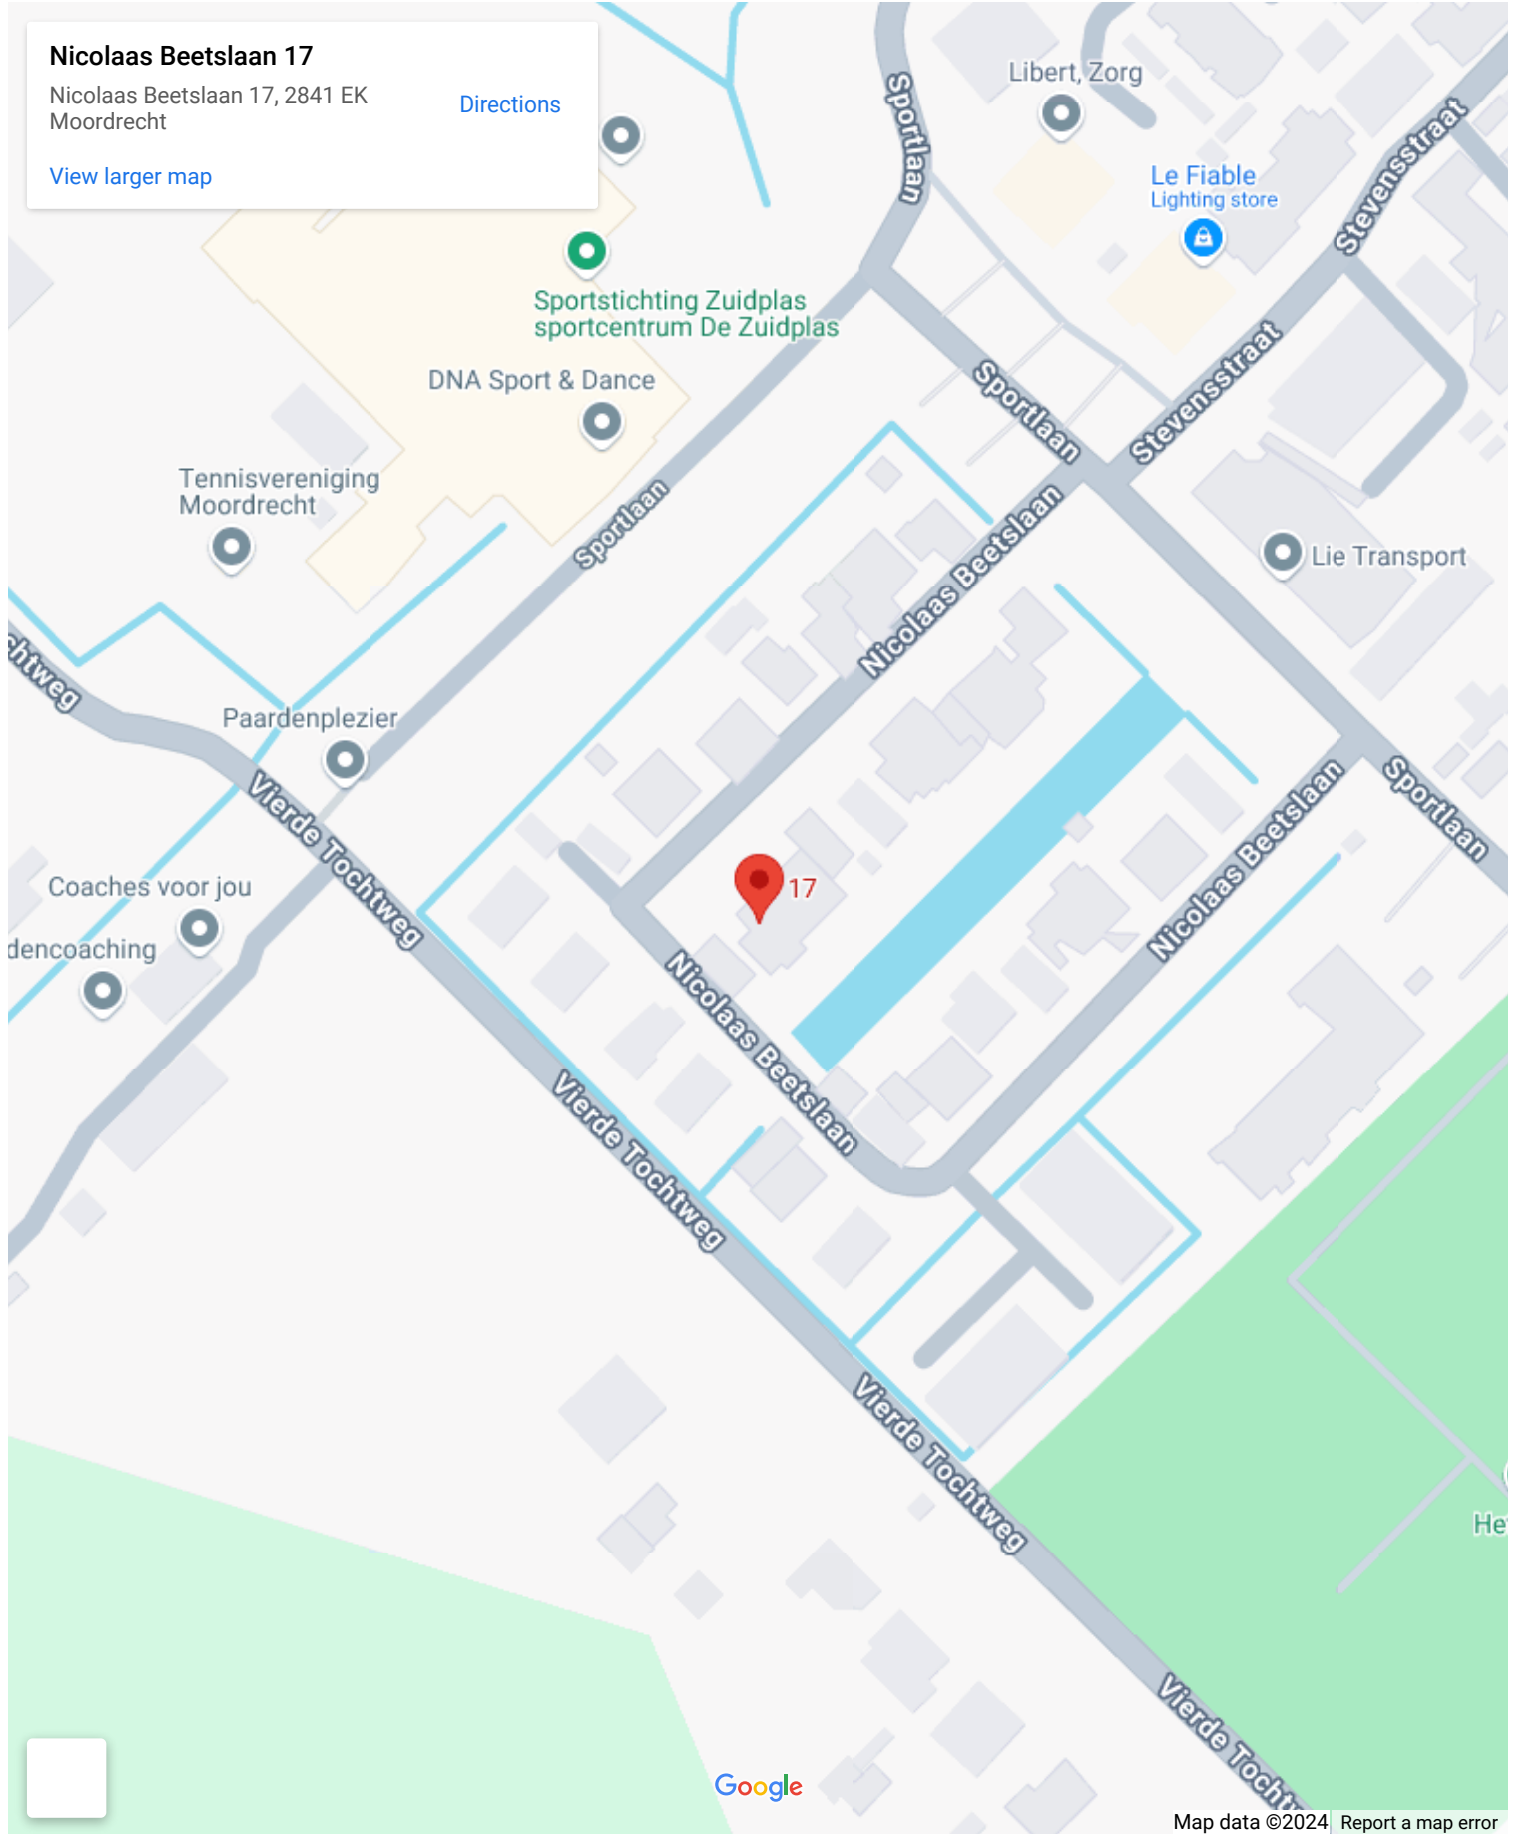 Nicolaas Beetslaan 17
Nicolaas Beetslaan 17, 2841 EK
Moordrecht
Directions
View larger map
Libert, Zorg
Sportlaan
Le Fiable
Lighting store
Stevensstraat
Sportstichting Zuidplas
sportcentrum De Zuidplas
DNA Sport & Dance
Sportlaan
Stevensstraat
Tennisvereniging
Moordrecht
Sportlaan
Nicolaas Beetslaan
Lie Transport
chtweg
Paardenplezier
Vierde Tochtweg
Sportlaan
Nicolaas Beetslaan
17
Coaches voor jou
dencoaching
Nicolaas Beetslaan
Vierde Tochtweg
Vierde Tochtweg
He
Vierde Tocht
Google
Map data ©2024
Report a map error